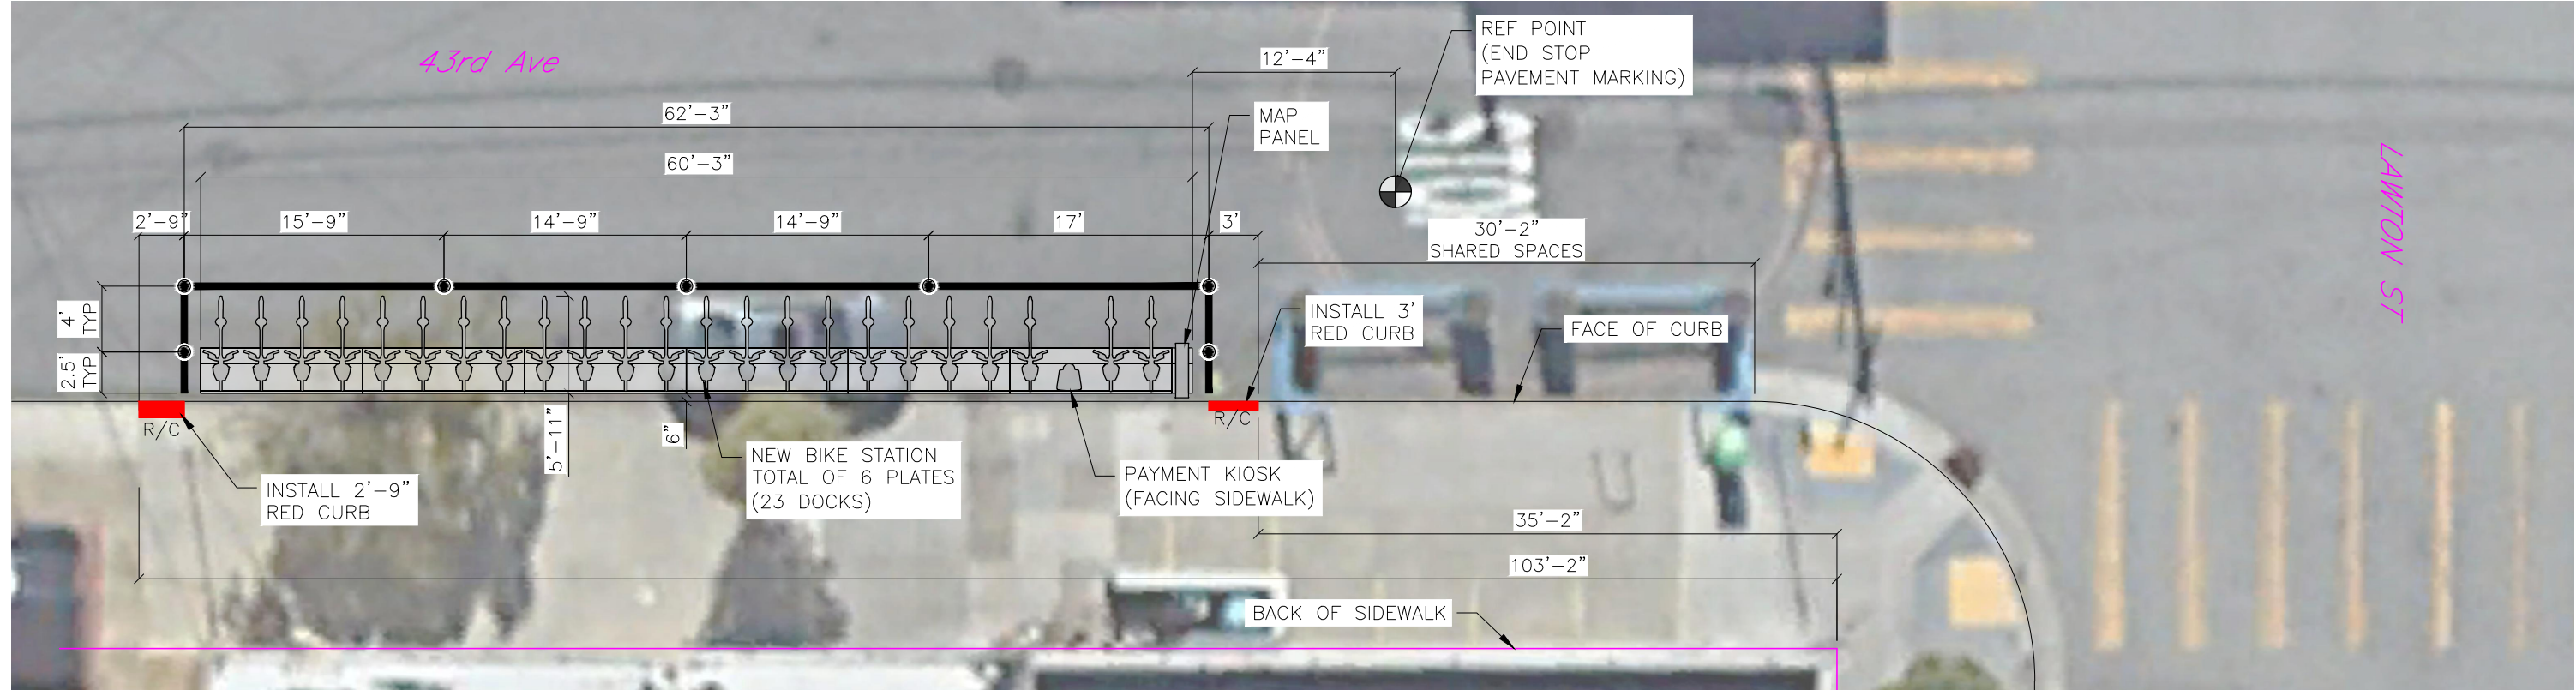 43rd Ave
REF POINT
(END STOP
PAVEMENT MARKING)
12'-4"
62'-3"
MAP
PANEL
60'-3"
LAWTON ST
2'-9"
15'-9"
14'-9"
14'-9"
17'
3'
30'-2"
SHARED SPACES
4'
TYP
2.5'
TYP
INSTALL 3'
RED CURB
FACE OF CURB
R/C
R/C
5'-11"
6"
NEW BIKE STATION
TOTAL OF 6 PLATES
(23 DOCKS)
PAYMENT KIOSK
(FACING SIDEWALK)
INSTALL 2'-9"
RED CURB
35'-2"
103'-2"
BACK OF SIDEWALK